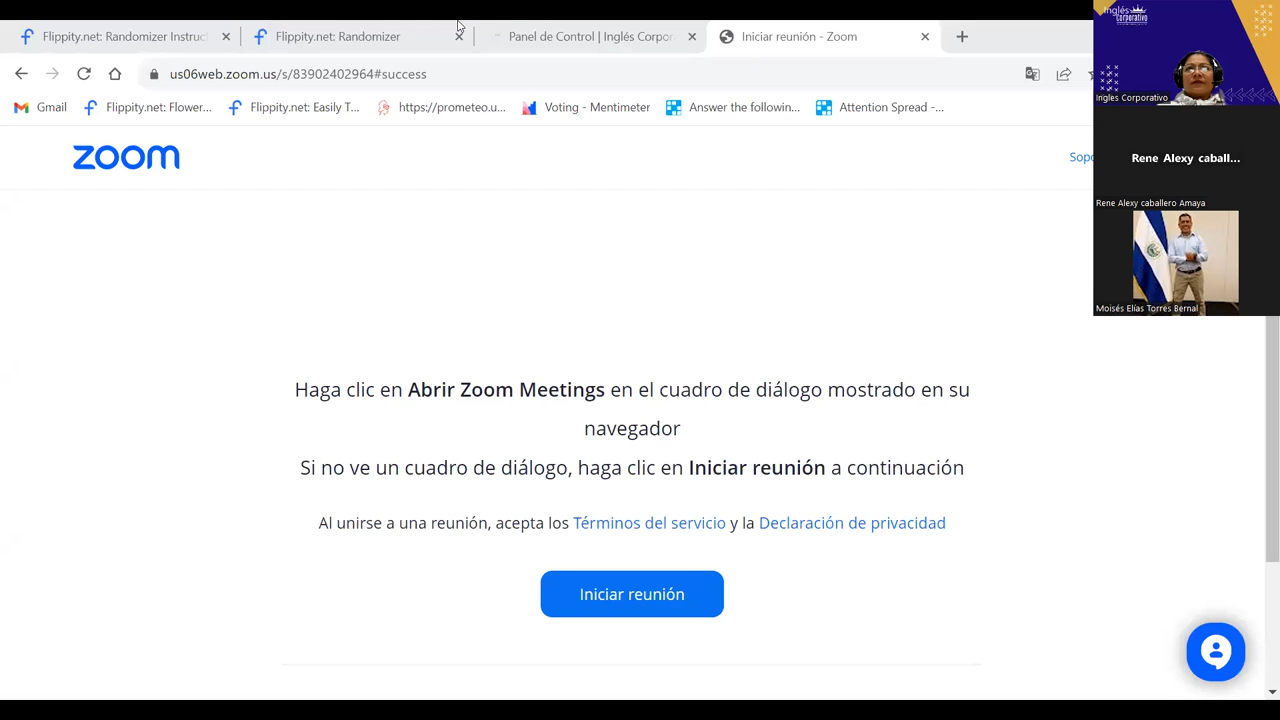 Flippity.net: Randomizer Instruc
Flippity.net: Randomizer
Panel de Control | Inglés Corpor
Iniciar reunión - Zoom
us06web.zoom.us/s/83902402964#success
Gmail
Flippity.net: Flower...
Flippity.net: Easily T...
https://prometeo.u...
Voting - Mentimeter
Answer the followin...
Attention Spread -...
zoom
Sopo
Haga clic en Abrir Zoom Meetings en el cuadro de diálogo mostrado en su
navegador
Si no ve un cuadro de diálogo, haga clic en Iniciar reunión a continuación
Al unirse a una reunión, acepta los Términos del servicio y la Declaración de privacidad
Iniciar reunión
Inglés
Corporativo
Ingles Corporativo
Rene Alexy caball...
Rene Alexy caballero Amaya
Moisés Elías Torres Bernal